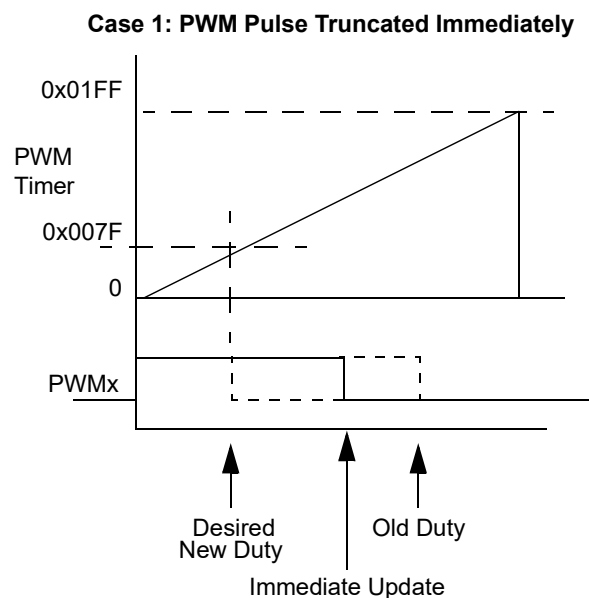 Case 1: PWM Pulse Truncated Immediately
0x01FF
PWM
Timer
0x007F
0
PWMx
Desired
New Duty
Old Duty
Immediate Update